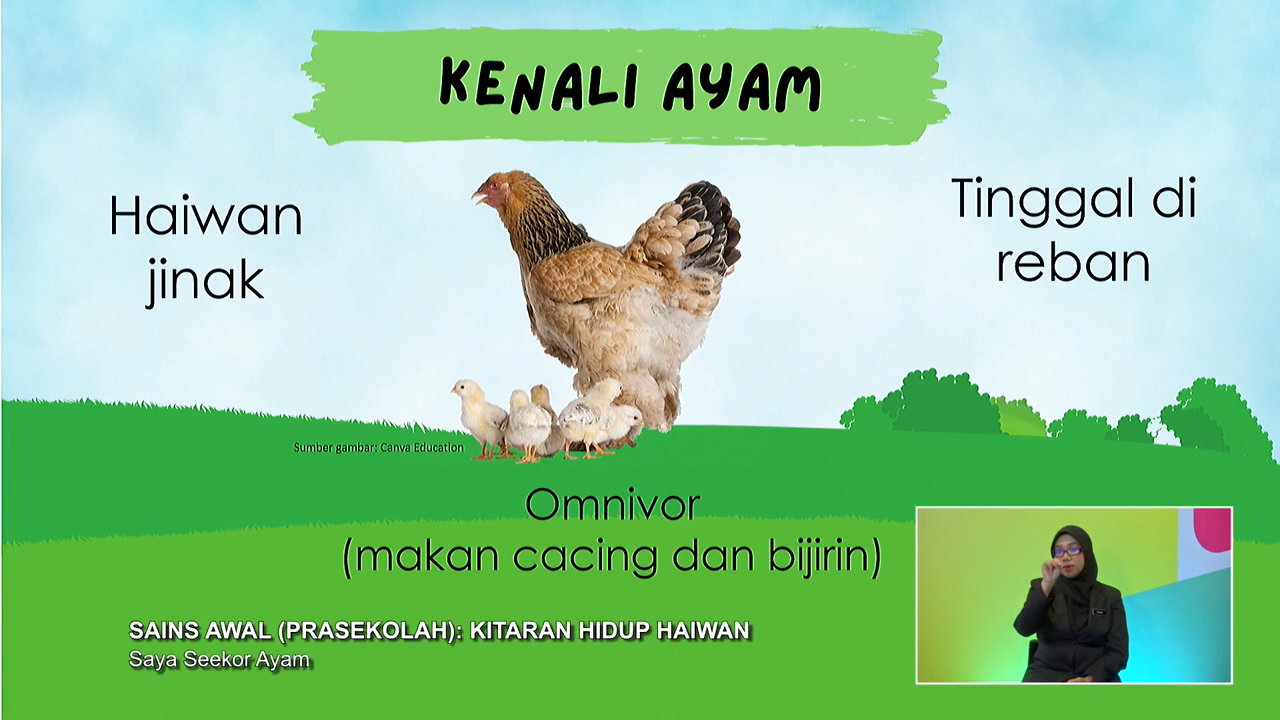 KENALI AYAM
Haiwan
jinak
Tinggal di
reban
Sumber gambar: Canva Education
Omnivor
(makan cacing dan bijirin)
SAINS AWAL (PRASEKOLAH): KITARAN HIDUP HAIWAN
Saya Seekor Ayam